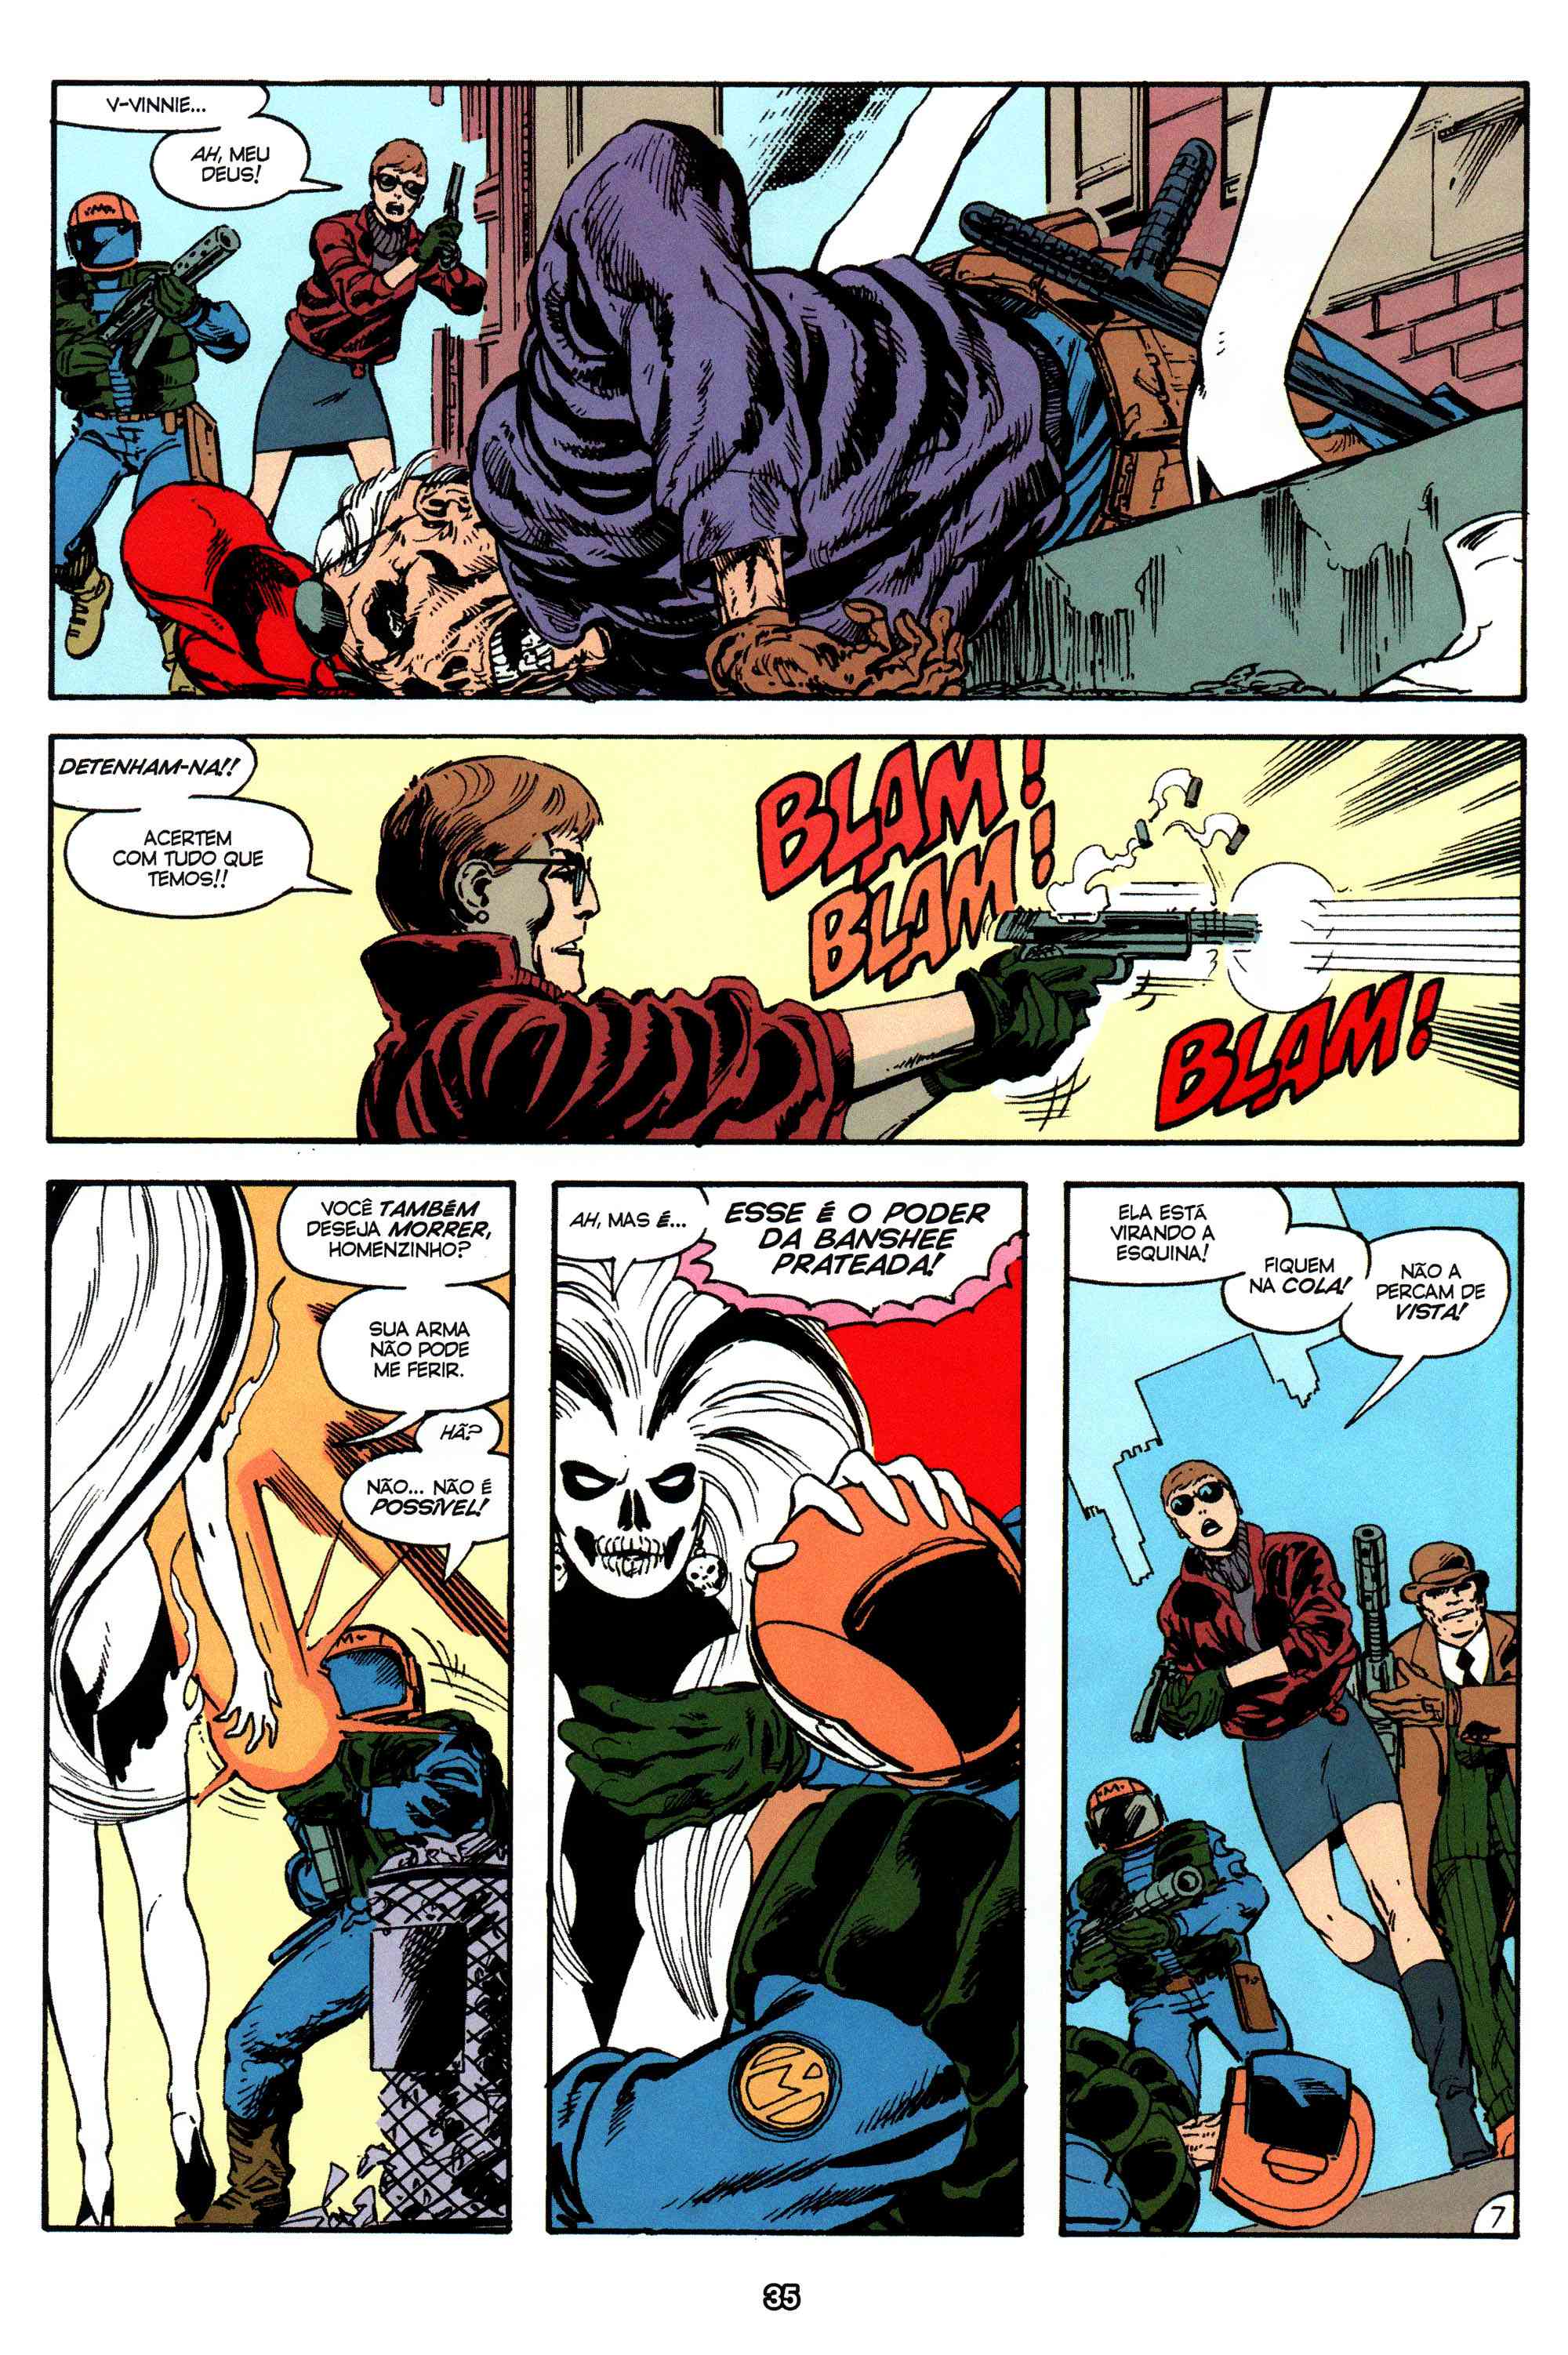 V-VINNIE...
AH, MEU
DEUS!
M
DETENHAM-NA!!
ACERTEM
COM TUDO QUE
TEMOS!!
BLAM!
BLAM!
BLAM!
VOCÊ TAMBÉM
DESEJA MORRER,
HOMENZINHO?
SUA ARMA
NÃO PODE
ME FERIR.
HÃ?
NÃO... NÃO É
POSSÍVEL!
M
AH, MAS É...
ESSE É O PODER
DA BANSHEE
PRATEADA!
M
ELA ESTÁ
VIRANDO A
ESQUINA!
FIQUEM
NA COLA!
NÃO A
PERCAM DE
VISTA!
M
7
35